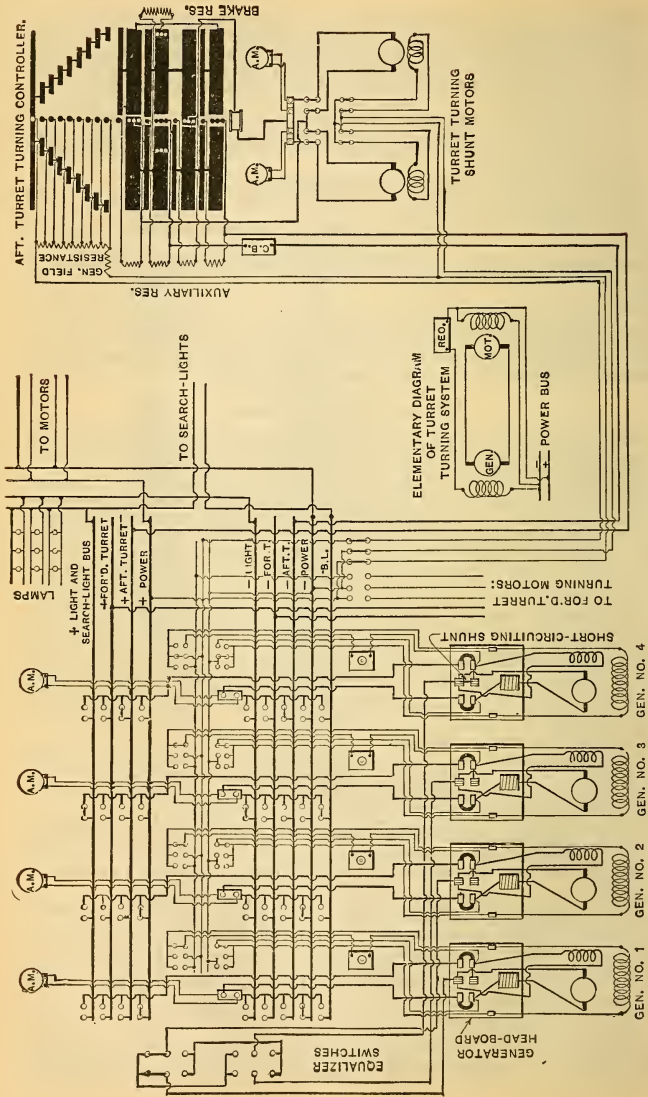 AFT. TURRET TURNING CONTROLLER.
BRAKE RES.
GEN. FIELD
RESISTANCE
AUXILIARY RES.
C.B.
A.M.
A.M.
TURRET TURNING
SHUNT MOTORS
TO MOTORS
TO SEARCH-LIGHTS
LAMPS
+ LIGHT AND
SEARCH-LIGHT BUS
+FOR'D. TURRET
+ AFT. TURRET
+ POWER
- LIGHT
- FOR.T.
- AFT.T.
- POWER
-B.L.
ELEMENTARY DIAGRAM
OF TURRET
TURNING SYSTEM
REO.
GEN.
MOT.
-
+ POWER BUS
TO FOR'D.TURRET
TURNING MOTORS:
SHORT-CIRCUITING SHUNT
A.M.
A.M.
A.M.
A.M.
EQUALIZER
SWITCHES
GENERATOR
HEAD-BOARD
GEN. NO. 1
GEN. NO. 2
GEN. NO. 3
GEN. NO. 4